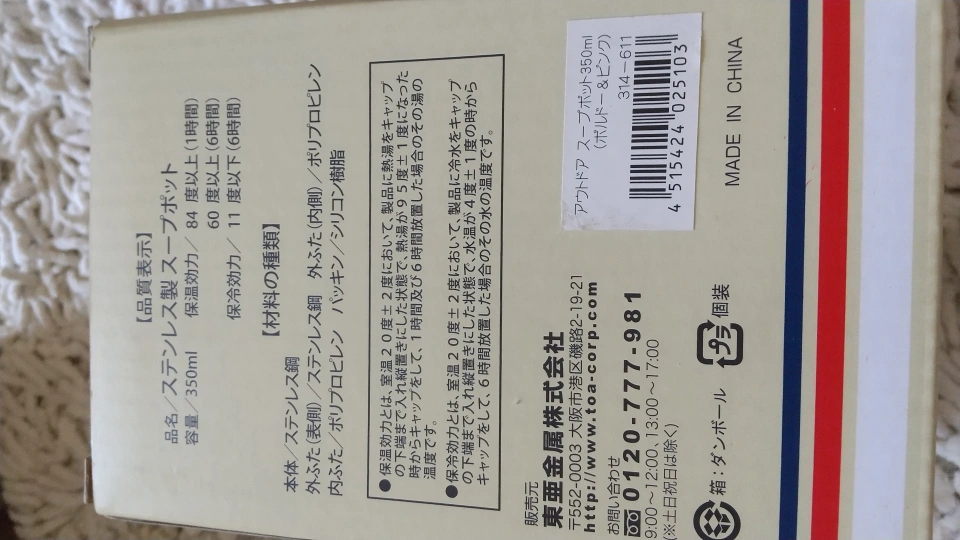 【品質表示】
品名／ステンレス製 スープポット
容量／ 350ml 保温効力／ 84 度以上(1時間)
60 度以上(6時間)
保冷効力／ 11 度以下(6時間)
【材料の種類】
本体／ステンレス鋼
外ふた(表側)／ステンレス鋼 外ふた(内側)／ポリプロピレン
内ふた／ポリプロピレン パッキン／シリコン樹脂
●保温効力とは、室温20度±2度において、製品に熱湯をキャップ
の下端まで入れ縦置きにした状態で、熱湯が95度±1度になった
時からキャップをして、1時間及び6時間放置した場合のその湯の
温度です。
●保冷効力とは、室温20度±2度において、製品に冷水をキャップ
の下端まで入れ縦置きにした状態で、水温が4度±1度の時から
キャップをして、6時間放置した場合のその水の温度です。
販売元
東亜金属株式会社
〒552-0003 大阪市港区磯路2-19-21
http://www.toa-corp.com
お問い合わせ
0120-777-981
9:00～12:00、13:00～17:00
(※土日祝日は除く)
箱：ダンボール 個装
アウトドア スープポット350ml
(ボルドー＆ピンク)
314-611
4 515424 025103
MADE IN CHINA